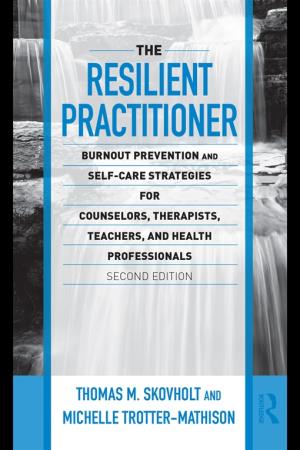 THE
RESILIENT
PRACTITIONER
BURNOUT PREVENTION AND
SELF-CARE STRATEGIES
FOR
COUNSELORS, THERAPISTS,
TEACHERS, AND HEALTH
PROFESSIONALS
SECOND EDITION
THOMAS M. SKOVHOLT AND
MICHELLE TROTTER-MATHISON
ROUTLEDGE